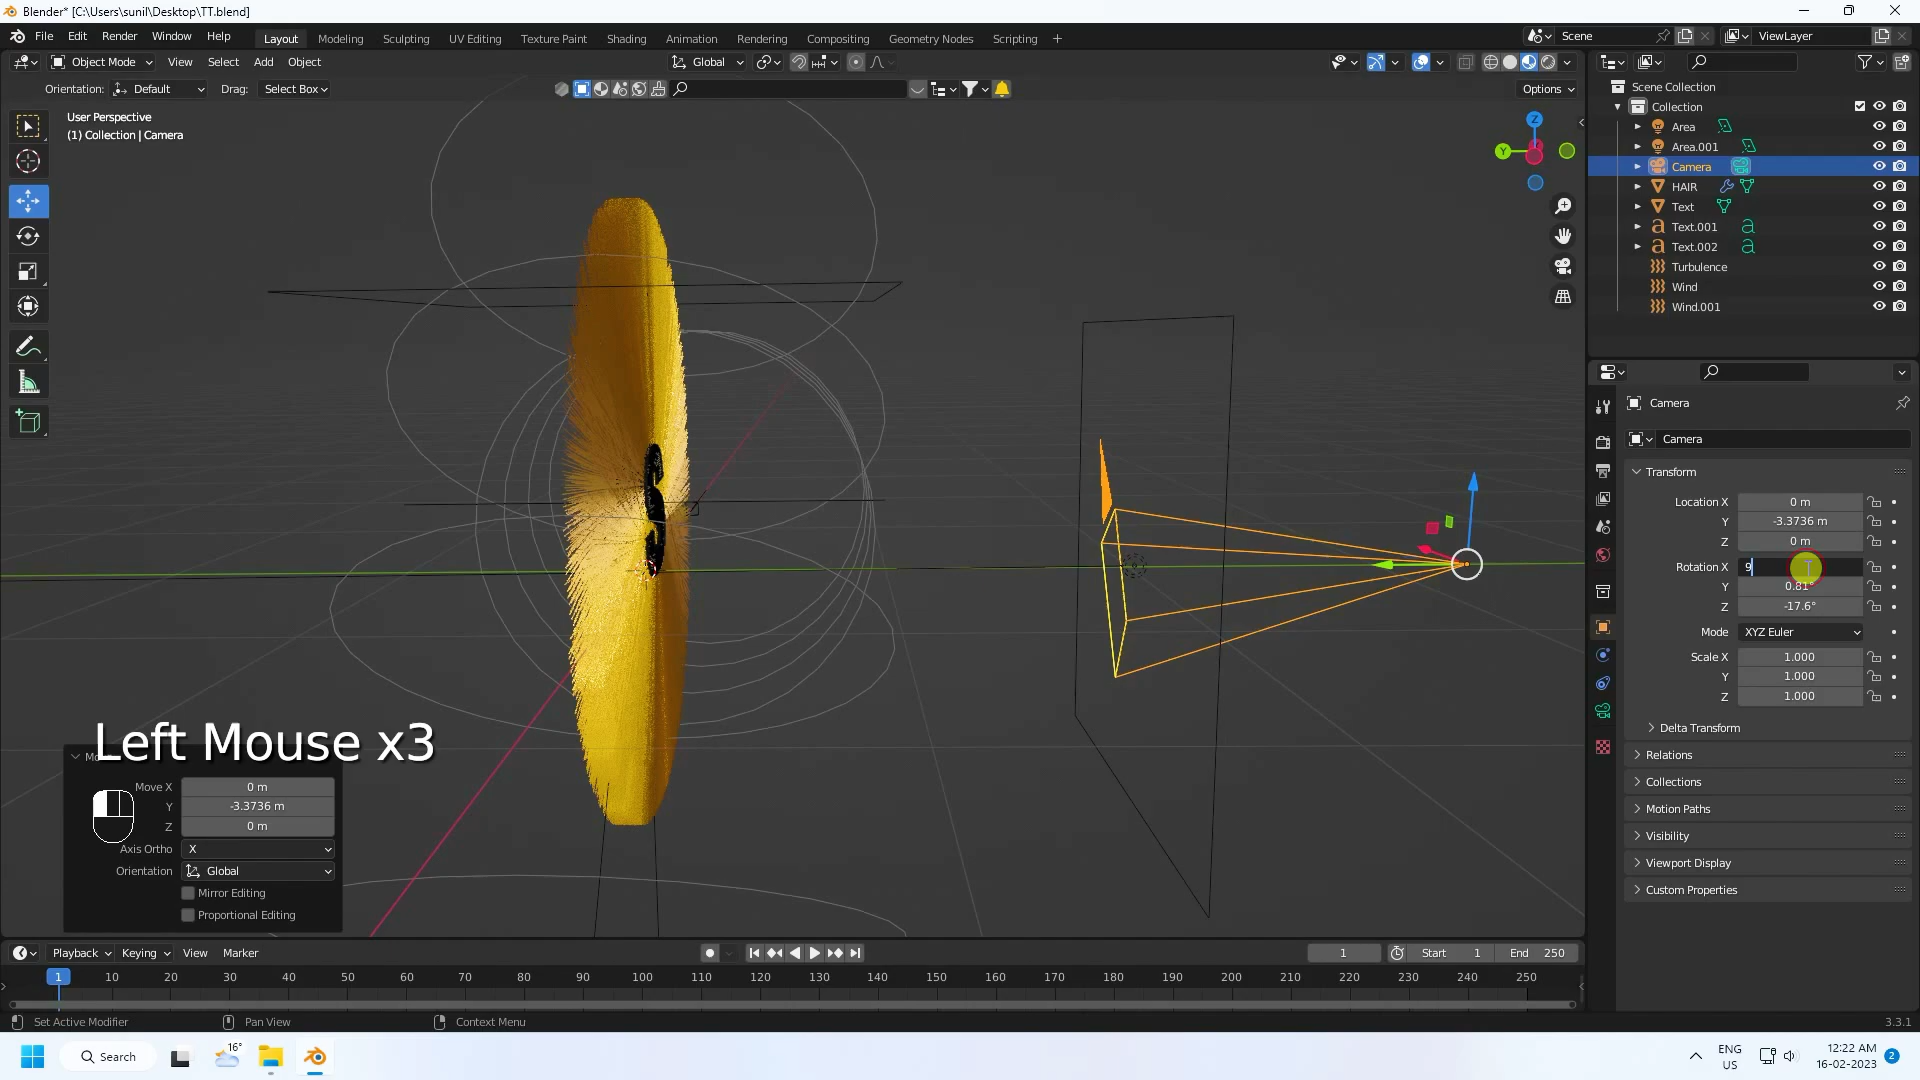 Blender* [C:\Users\sunil\Desktop\TT.blend]
File Edit Render Window Help Layout Modeling Sculpting UV Editing Texture Paint Shading Animation Rendering Compositing Geometry Nodes Scripting + Scene ViewLayer
Object Mode View Select Add Object Global
Orientation: Default Drag: Select Box Options
User Perspective
(1) Collection | Camera
Z
Y
Scene Collection
Collection
Area
Area.001
Camera
HAIR
Text
Text.001
Text.002
Turbulence
Wind
Wind.001
Camera
Camera
Transform
Location X 0 m
Y -3.3736 m
Z 0 m
Rotation X 9
Y 0.81°
Z -17.6°
Mode XYZ Euler
Scale X 1.000
Y 1.000
Z 1.000
Delta Transform
Relations
Collections
Motion Paths
Visibility
Viewport Display
Custom Properties
Left Mouse x3
Move X 0 m
Y -3.3736 m
Z 0 m
Axis Ortho X
Orientation Global
Mirror Editing
Proportional Editing
Playback Keying View Marker 1 Start 1 End 250
1 10 20 30 40 50 60 70 80 90 100 110 120 130 140 150 160 170 180 190 200 210 220 230 240 250
Set Active Modifier Pan View Context Menu 3.3.1
Search 16° ENG US 12:22 AM 16-02-2023 2